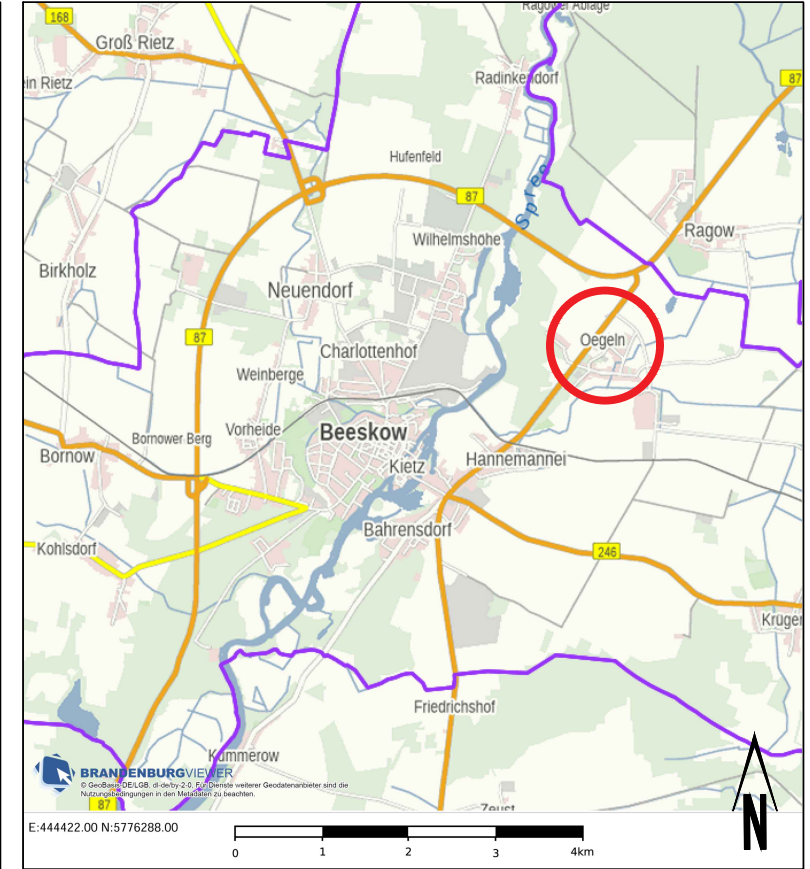 Ragower Ablage
168
Groß Rietz
Radinkendorf
87
ein Rietz
Hufenfeld
87
Spree
Ragow
Wilhelmshöhe
Birkholz
Neuendorf
87
Oegeln
Charlottenhof
Weinberge
Vorheide
Beeskow
Bornower Berg
Bornow
Kietz
Hannemannei
Bahrensdorf
Kohlsdorf
246
Krüger
Friedrichshof
Kummerow
BRANDENBURGVIEWER
© GeoBasis-DE/LGB, dl-de/by-2-0, Für Dienste weiterer Geodatenanbieter sind die
Nutzungsbedingungen in den Metadaten zu beachten.
87
Zeust
N
E:444422.00 N:5776288.00
0 1 2 3 4km